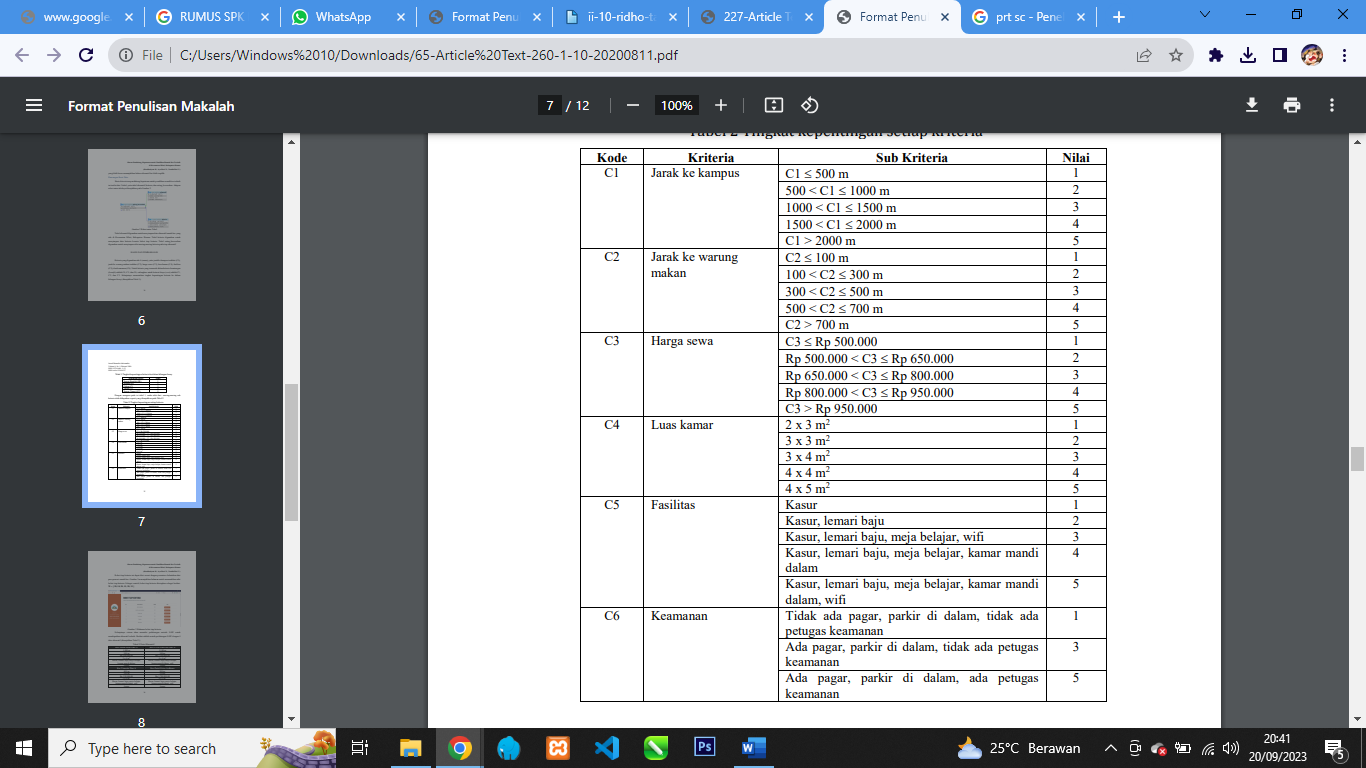 www.google.
RUMUS SPK
WhatsApp
Format Penu
ii-10-ridho-t
227-Article T
Format Penu
prt sc - Pene
File
C:/Users/Windows%2010/Downloads/65-Article%20Text-260-1-10-20200811.pdf
Format Penulisan Makalah
7 / 12
100%
6
7
8
Tabel 2 Tingkat kepentingan setiap kriteria
Kode Kriteria Sub Kriteria Nilai
C1 Jarak ke kampus C1 ≤ 500 m 1
500 < C1 ≤ 1000 m 2
1000 < C1 ≤ 1500 m 3
1500 < C1 ≤ 2000 m 4
C1 > 2000 m 5
C2 Jarak ke warung C2 ≤ 100 m 1
makan 100 < C2 ≤ 300 m 2
300 < C2 ≤ 500 m 3
500 < C2 ≤ 700 m 4
C2 > 700 m 5
C3 Harga sewa C3 ≤ Rp 500.000 1
Rp 500.000 < C3 ≤ Rp 650.000 2
Rp 650.000 < C3 ≤ Rp 800.000 3
Rp 800.000 < C3 ≤ Rp 950.000 4
C3 > Rp 950.000 5
C4 Luas kamar 2 x 3 m² 1
3 x 3 m² 2
3 x 4 m² 3
4 x 4 m² 4
4 x 5 m² 5
C5 Fasilitas Kasur 1
Kasur, lemari baju 2
Kasur, lemari baju, meja belajar, wifi 3
Kasur, lemari baju, meja belajar, kamar mandi 4
dalam
Kasur, lemari baju, meja belajar, kamar mandi 5
dalam, wifi
C6 Keamanan Tidak ada pagar, parkir di dalam, tidak ada 1
petugas keamanan
Ada pagar, parkir di dalam, tidak ada petugas 3
keamanan
Ada pagar, parkir di dalam, ada petugas 5
keamanan
Type here to search
25°C Berawan
20:41
20/09/2023
5